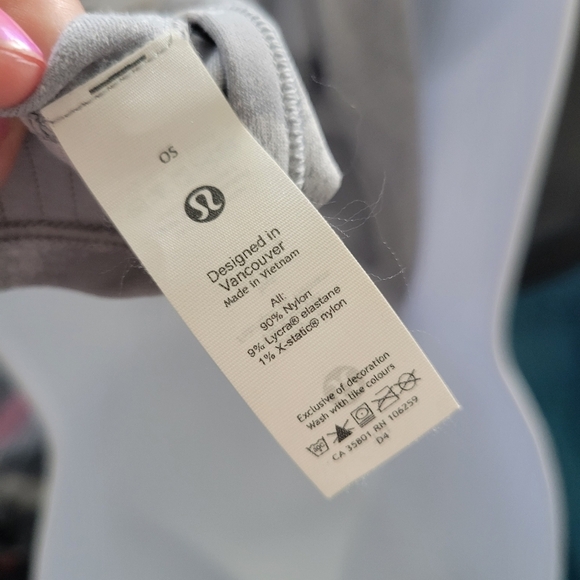 OS
Designed in
Vancouver
Made in Vietnam
All:
90% Nylon
9% Lycra® elastane
1% X-static® nylon
Exclusive of decoration
Wash with like colours
CA 35801 RN 106259
D4